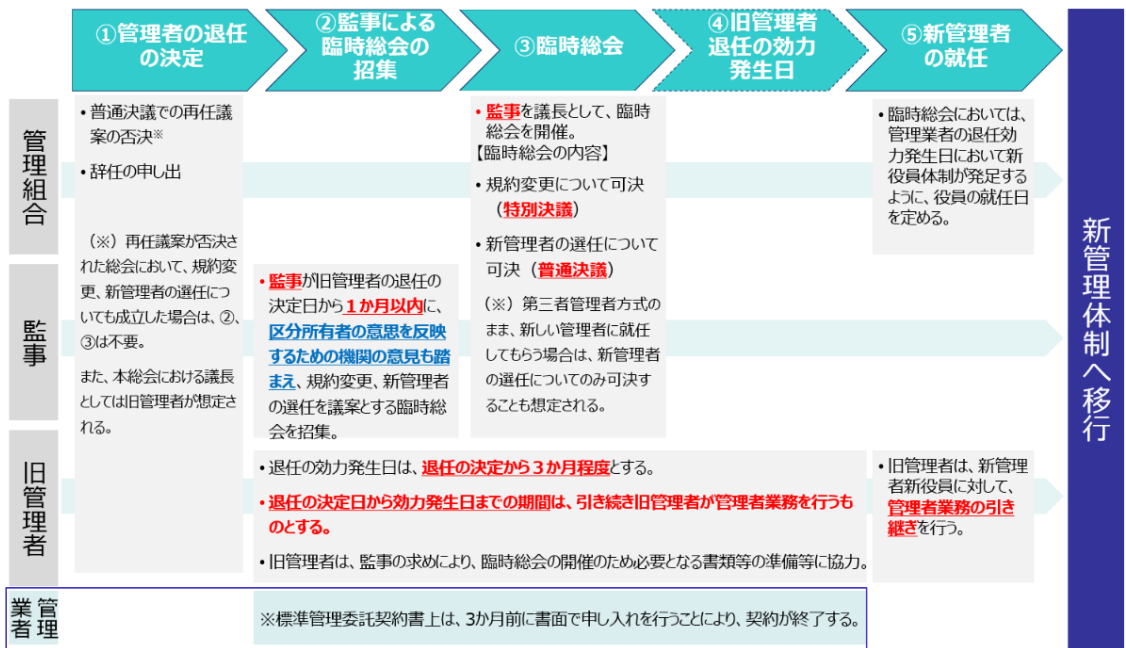 ①管理者の退任
の決定
②監事による
臨時総会の
招集
③臨時総会
④旧管理者
退任の効力
発生日
⑤新管理者
の就任
管理組合
・普通決議での再任議
案の否決※
・辞任の申し出
（※）再任議案が否決さ
れた総会において、規約変
更、新管理者の選任につ
いても成立した場合は、②、
③は不要。
また、本総会における議長
としては旧管理者が想定さ
れる。
・監事を議長として、臨時
総会を開催。
【臨時総会の内容】
・規約変更について可決
（特別決議）
・新管理者の選任について
可決（普通決議）
（※）第三者管理者方式の
まま、新しい管理者に就任
してもらう場合は、新管理者
の選任についてのみ可決す
ることも想定される。
・臨時総会においては、
管理業者の退任効
力発生日において新
役員体制が発足する
ように、役員の就任日
を定める。
監事
・監事が旧管理者の退任の
決定日から１か月以内に、
区分所有者の意思を反映
するための機関の意見も踏
まえ、規約変更、新管理者
の選任を議案とする臨時総
会を招集。
旧管理者
・退任の効力発生日は、退任の決定から３か月程度とする。
・退任の決定日から効力発生日までの期間は、引き続き旧管理者が管理者業務を行うも
のとする。
・旧管理者は、監事の求めにより、臨時総会の開催のため必要となる書類等の準備等に協力。
・旧管理者は、新管理
者新役員に対して、
管理者業務の引き
継ぎを行う。
管理業者
※標準管理委託契約書上は、3か月前に書面で申し入れを行うことにより、契約が終了する。
新管理体制へ移行